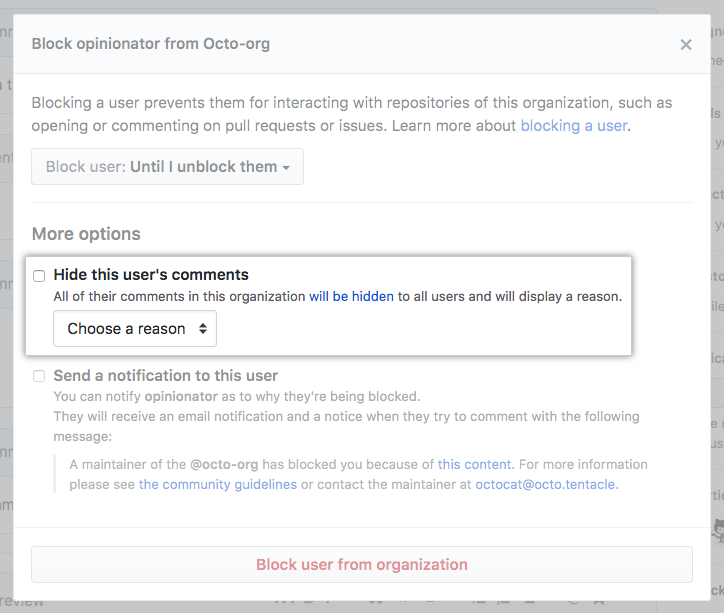 Block opinionator from Octo-org
×
Blocking a user prevents them for interacting with repositories of this organization, such as
opening or commenting on pull requests or issues. Learn more about blocking a user.
Block user: Until I unblock them
More options
Hide this user's comments
All of their comments in this organization will be hidden to all users and will display a reason.
Choose a reason
Send a notification to this user
You can notify opinionator as to why they're being blocked.
They will receive an email notification and a notice when they try to comment with the following
message:
A maintainer of the @octo-org has blocked you because of this content. For more information
please see the community guidelines or contact the maintainer at octocat@octo.tentacle.
Block user from organization